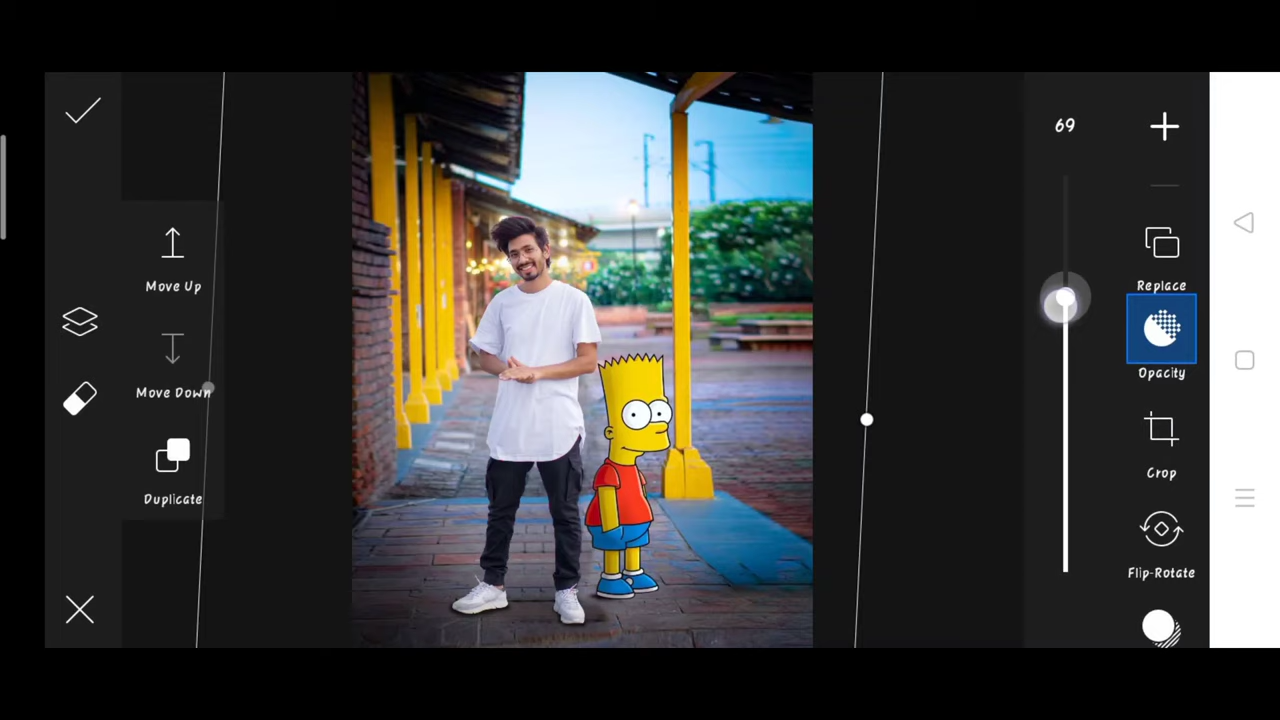 69
Move Up
Replace
Move Down
Opacity
Crop
Duplicate
Flip-Rotate